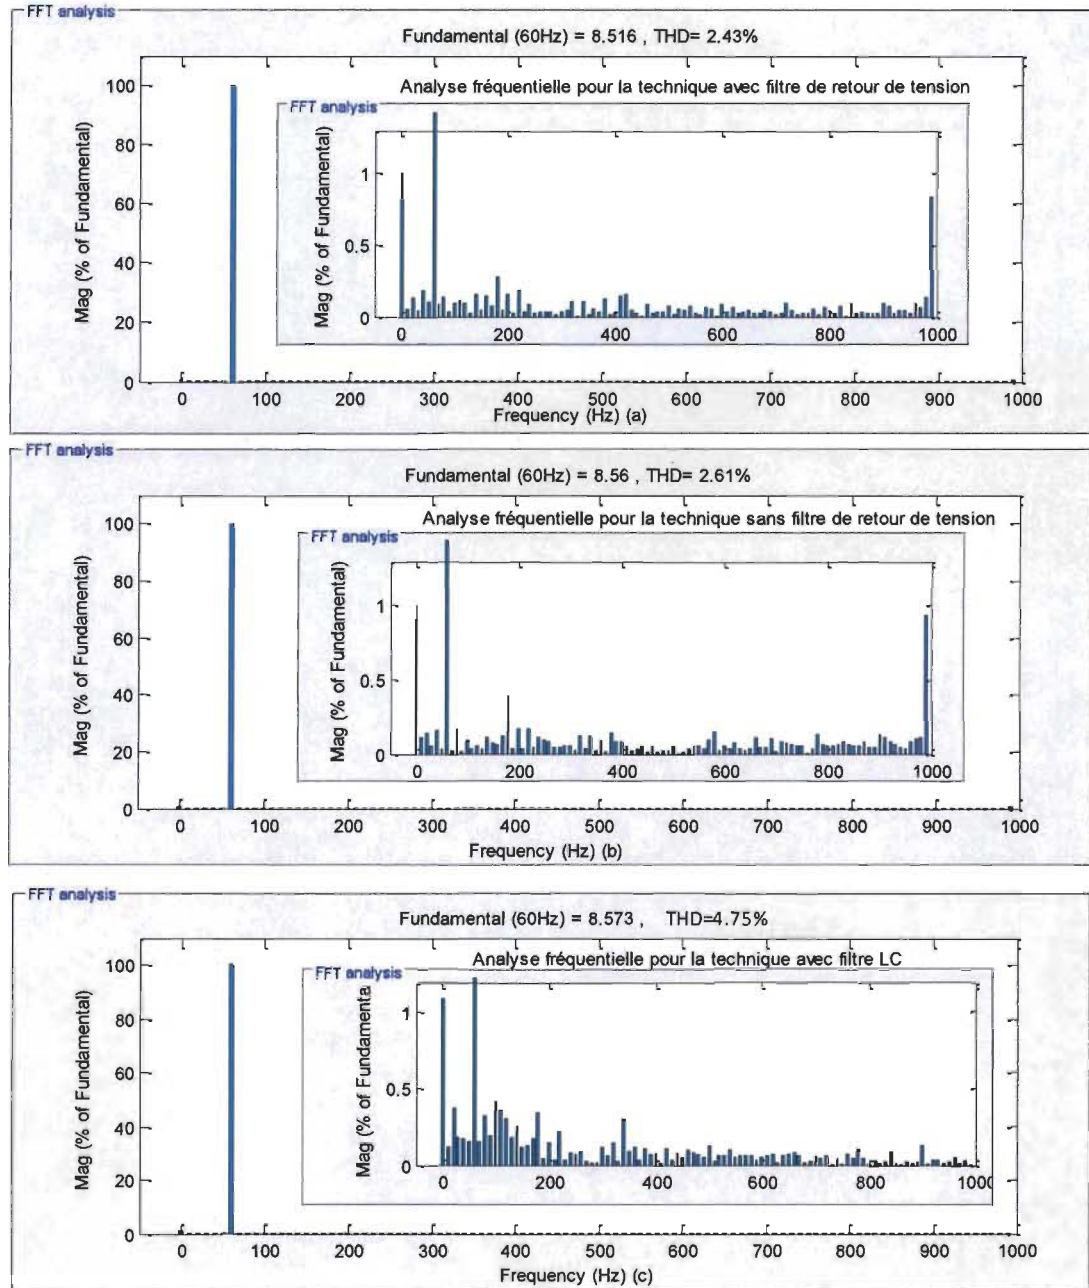 FFT analysis
Fundamental (60Hz) = 8.516 , THD= 2.43%
Analyse fréquentielle pour la technique avec filtre de retour de tension
FFT analysis
Mag (% of Fundamental)
100
80
60
40
20
0
Mag (% of Fundamental)
1
0.5
0
0 200 400 600 800 1000
0 100 200 300 400 500 600 700 800 900 1000
Frequency (Hz) (a)
FFT analysis
Fundamental (60Hz) = 8.56 , THD= 2.61%
Analyse fréquentielle pour la technique sans filtre de retour de tension
FFT analysis
Mag (% of Fundamental)
100
80
60
40
20
0
Mag (% of Fundamental)
1
0.5
0
0 200 400 600 800 1000
0 100 200 300 400 500 600 700 800 900 1000
Frequency (Hz) (b)
FFT analysis
Fundamental (60Hz) = 8.573 , THD=4.75%
Analyse fréquentielle pour la technique avec filtre LC
FFT analysis
Mag (% of Fundamental)
100
80
60
40
20
0
Mag (% of Fundamenta
1
0.5
0
0 200 400 600 800 1000
0 100 200 300 400 500 600 700 800 900 1000
Frequency (Hz) (c)